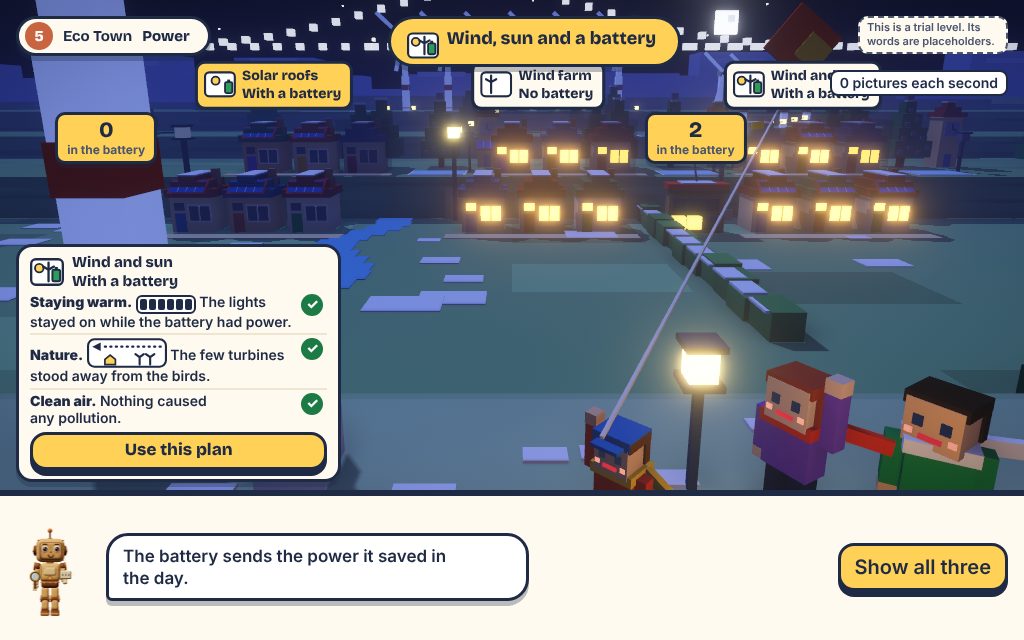 5 Eco Town Power
Wind, sun and a battery
This is a trial level. Its
words are placeholders.
Solar roofs
With a battery
Wind farm
No battery
Wind and
With a battery
0 pictures each second
0
in the battery
2
in the battery
Wind and sun
With a battery
Staying warm. The lights
stayed on while the battery had power.
Nature. The few turbines
stood away from the birds.
Clean air. Nothing caused
any pollution.
Use this plan
The battery sends the power it saved in
the day.
Show all three